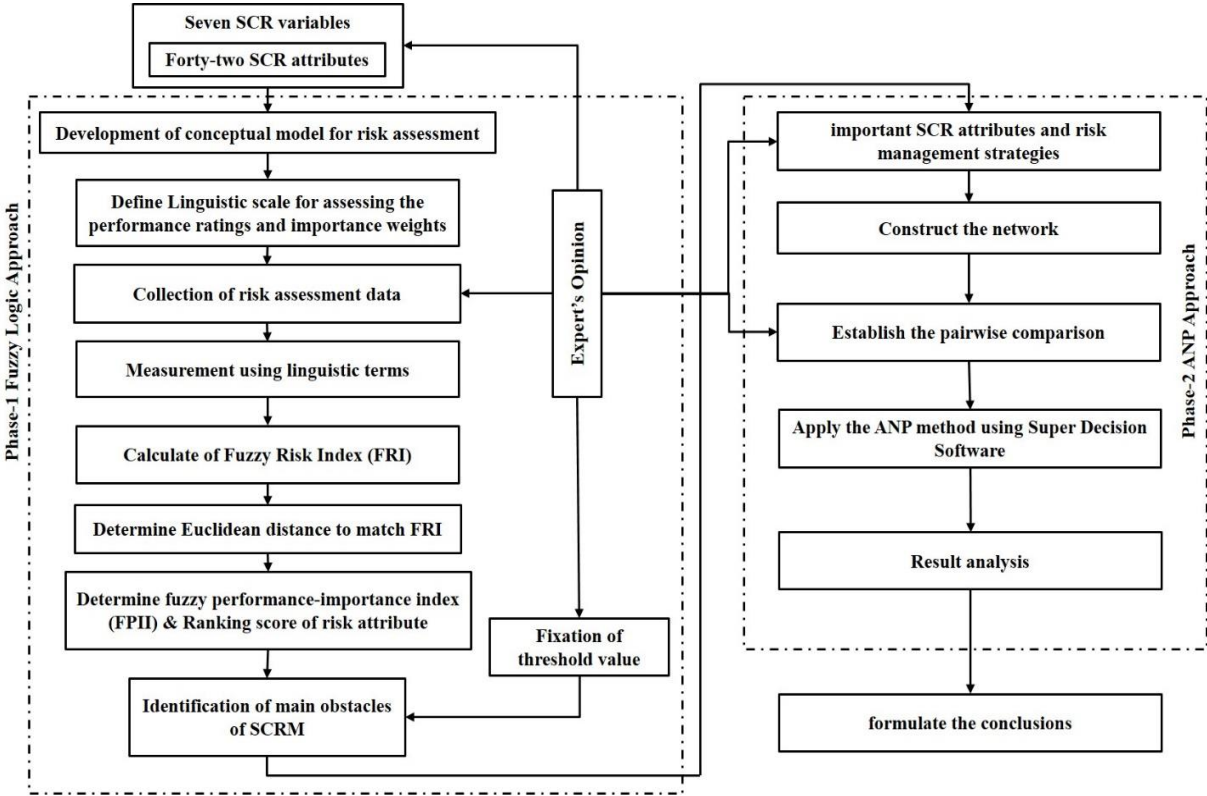 Seven SCR variables
Forty-two SCR attributes
Phase-1 Fuzzy Logic Approach
Development of conceptual model for risk assessment
Define Linguistic scale for assessing the
performance ratings and importance weights
Collection of risk assessment data
Measurement using linguistic terms
Calculate of Fuzzy Risk Index (FRI)
Determine Euclidean distance to match FRI
Determine fuzzy performance-importance index
(FPII) & Ranking score of risk attribute
Identification of main obstacles
of SCRM
Expert's Opinion
Fixation of
threshold value
important SCR attributes and risk
management strategies
Construct the network
Establish the pairwise comparison
Apply the ANP method using Super Decision
Software
Result analysis
Phase-2 ANP Approach
formulate the conclusions